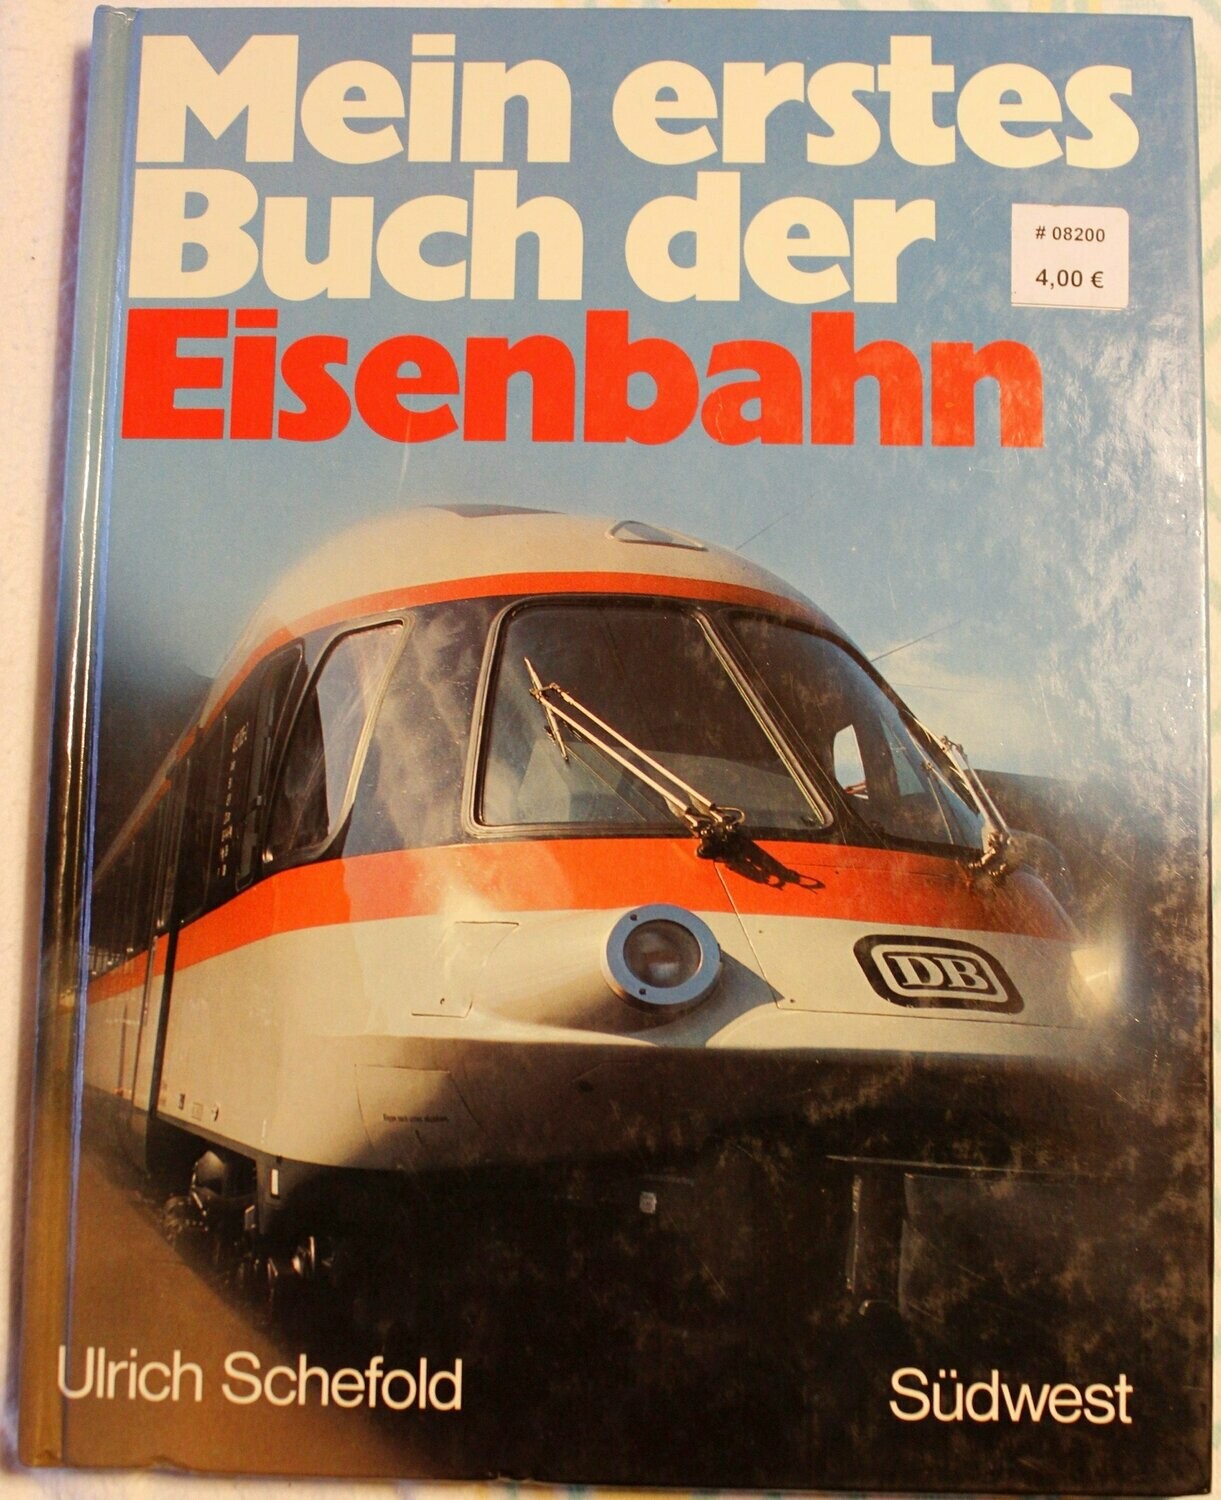 Mein erstes
Buch der
Eisenbahn
# 08200
4,00 €
DB
Ulrich Schefold
Südwest